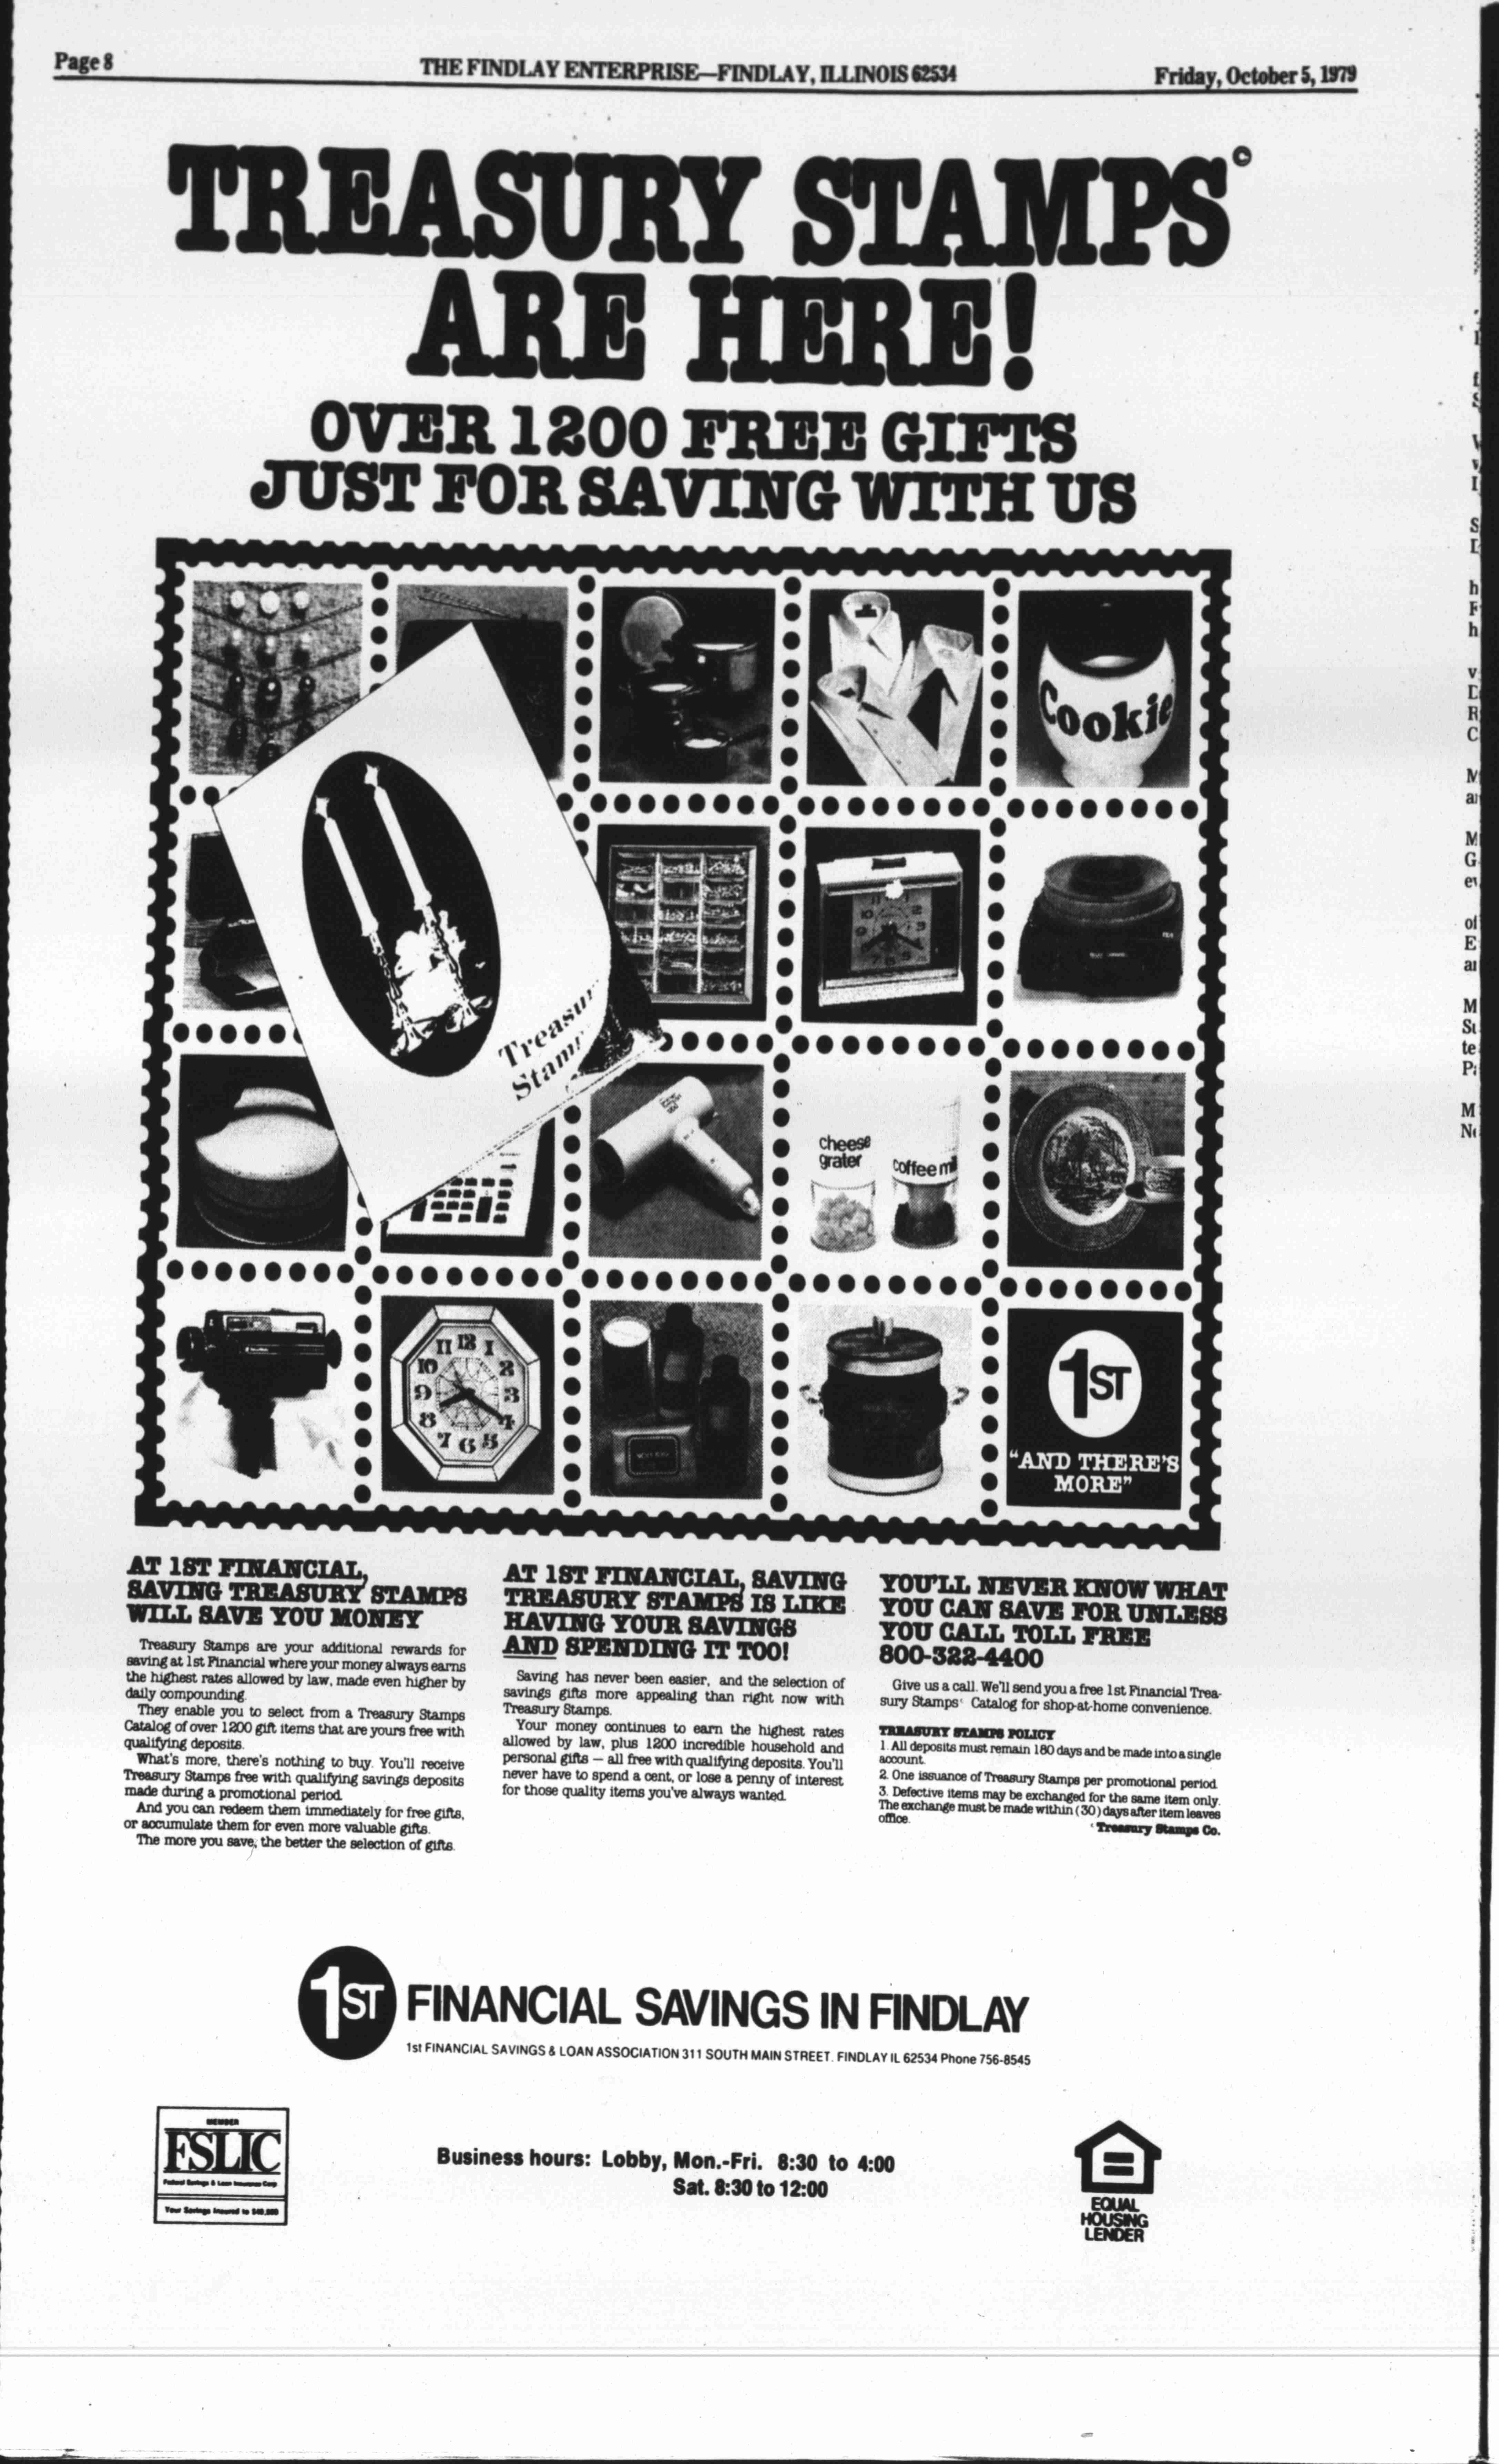 Page 8
THE FINDLAY ENTERPRISE—FINDLAY, ILLINOIS 62534
Friday, October 5, 1979
TREASURY STAMPS©
ARE HERE!
OVER 1200 FREE GIFTS
JUST FOR SAVING WITH US
Cookie
Treasur
Stam
cheese
grater
coffee mil
1ST
"AND THERE'S
MORE"
AT 1ST FINANCIAL,
SAVING TREASURY STAMPS
WILL SAVE YOU MONEY
Treasury Stamps are your additional rewards for
saving at 1st Financial where your money always earns
the highest rates allowed by law, made even higher by
daily compounding.
They enable you to select from a Treasury Stamps
Catalog of over 1200 gift items that are yours free with
qualifying deposits.
What's more, there's nothing to buy. You'll receive
Treasury Stamps free with qualifying savings deposits
made during a promotional period.
And you can redeem them immediately for free gifts,
or accumulate them for even more valuable gifts.
The more you save, the better the selection of gifts.
AT 1ST FINANCIAL, SAVING
TREASURY STAMPS IS LIKE
HAVING YOUR SAVINGS
AND SPENDING IT TOO!
Saving has never been easier, and the selection of
savings gifts more appealing than right now with
Treasury Stamps.
Your money continues to earn the highest rates
allowed by law, plus 1200 incredible household and
personal gifts — all free with qualifying deposits. You'll
never have to spend a cent, or lose a penny of interest
for those quality items you've always wanted.
YOU'LL NEVER KNOW WHAT
YOU CAN SAVE FOR UNLESS
YOU CALL TOLL FREE
800-322-4400
Give us a call. We'll send you a free 1st Financial Trea-
sury Stamps' Catalog for shop-at-home convenience.
TREASURY STAMPS POLICY
1. All deposits must remain 180 days and be made into a single
account.
2. One issuance of Treasury Stamps per promotional period.
3. Defective items may be exchanged for the same item only.
The exchange must be made within (30) days after item leaves
office.
' Treasury Stamps Co.
1ST FINANCIAL SAVINGS IN FINDLAY
1st FINANCIAL SAVINGS & LOAN ASSOCIATION 311 SOUTH MAIN STREET. FINDLAY IL 62534 Phone 756-8545
MEMBER
FSLIC
Federal Savings & Loan Insurance Corp
Your Savings Insured to $40,000
Business hours: Lobby, Mon.-Fri. 8:30 to 4:00
Sat. 8:30 to 12:00
EQUAL
HOUSING
LENDER